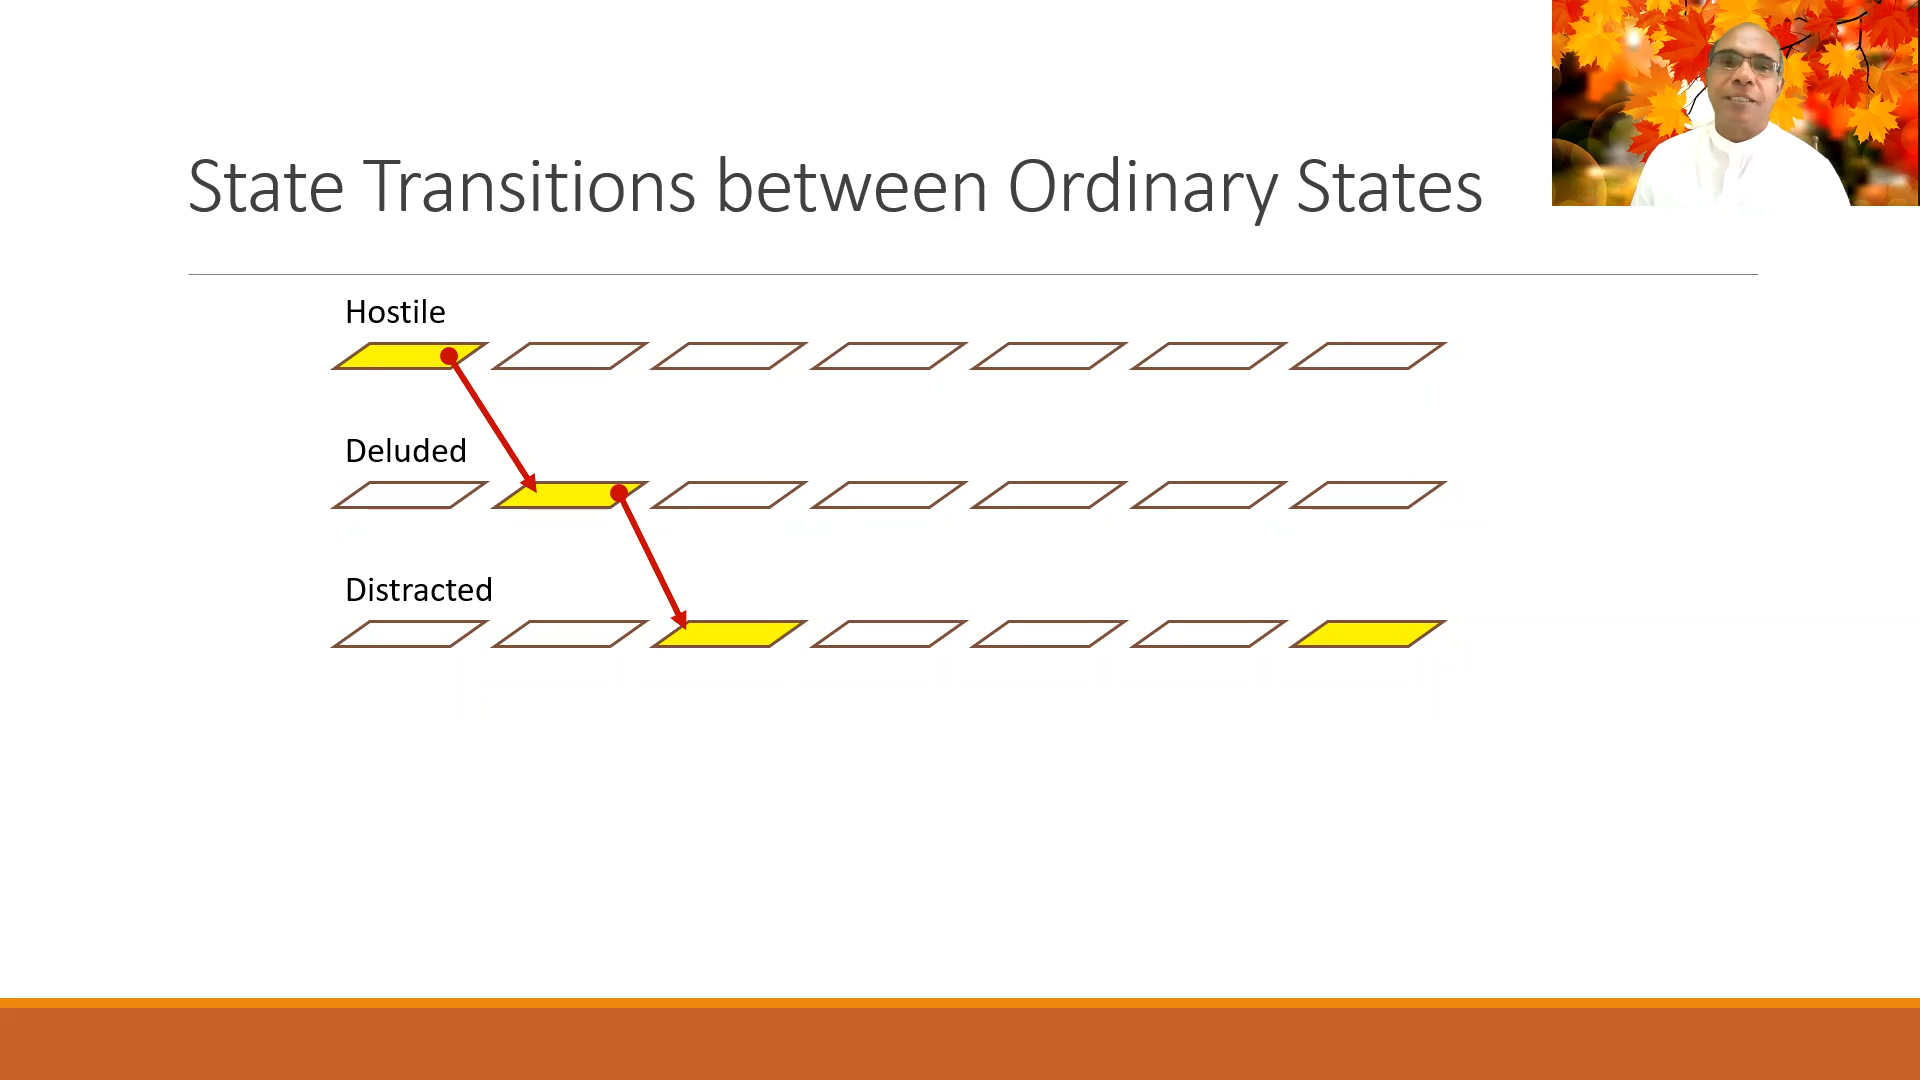 State Transitions between Ordinary States
Hostile
Deluded
Distracted